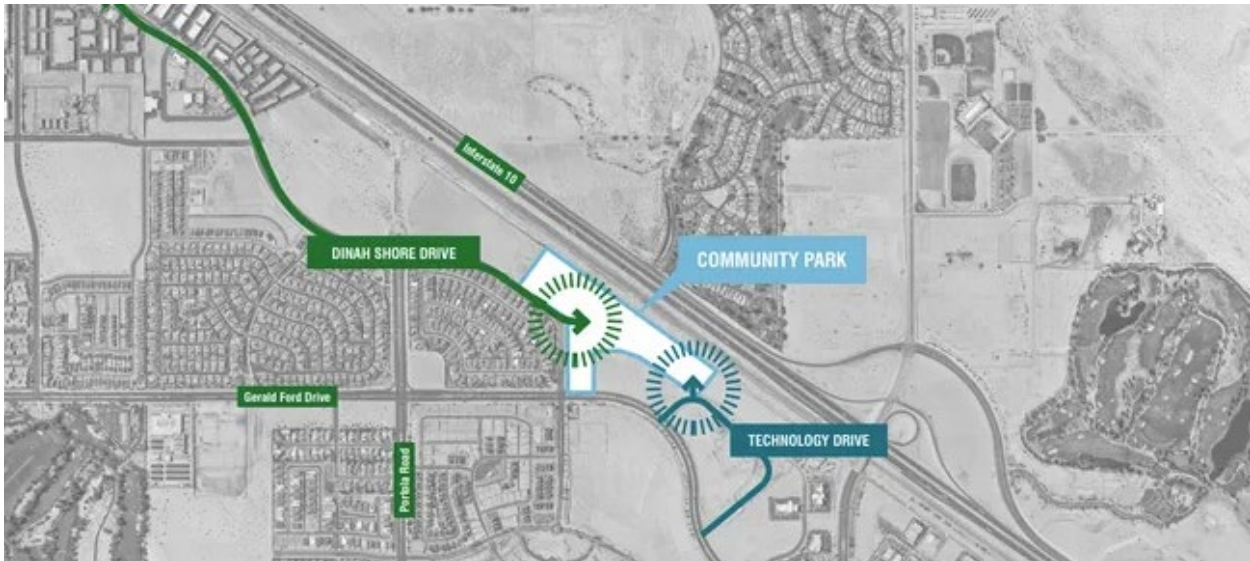 Interstate 10
DINAH SHORE DRIVE
COMMUNITY PARK
Gerald Ford Drive
TECHNOLOGY DRIVE
Portola Road